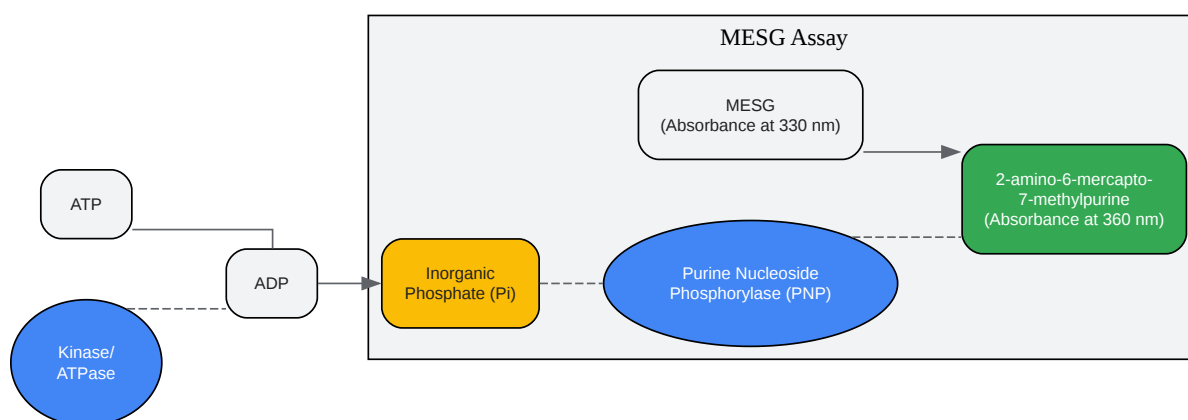 MESG Assay
MESG
(Absorbance at 330 nm)
2-amino-6-mercapto-
7-methylpurine
(Absorbance at 360 nm)
ATP
ADP
Inorganic
Phosphate (Pi)
Purine Nucleoside
Phosphorylase (PNP)
Kinase/
ATPase